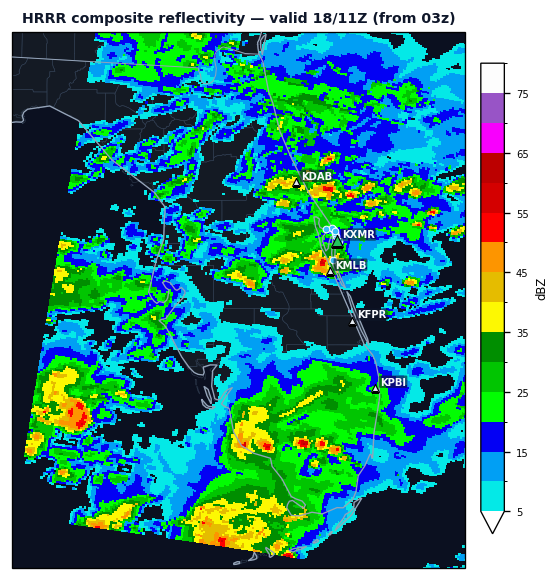 HRRR composite reflectivity — valid 18/11Z (from 03z)
KDAB
KXMR
KMLB
KFPR
KPBI
75
65
55
45
35
25
15
5
dBZ